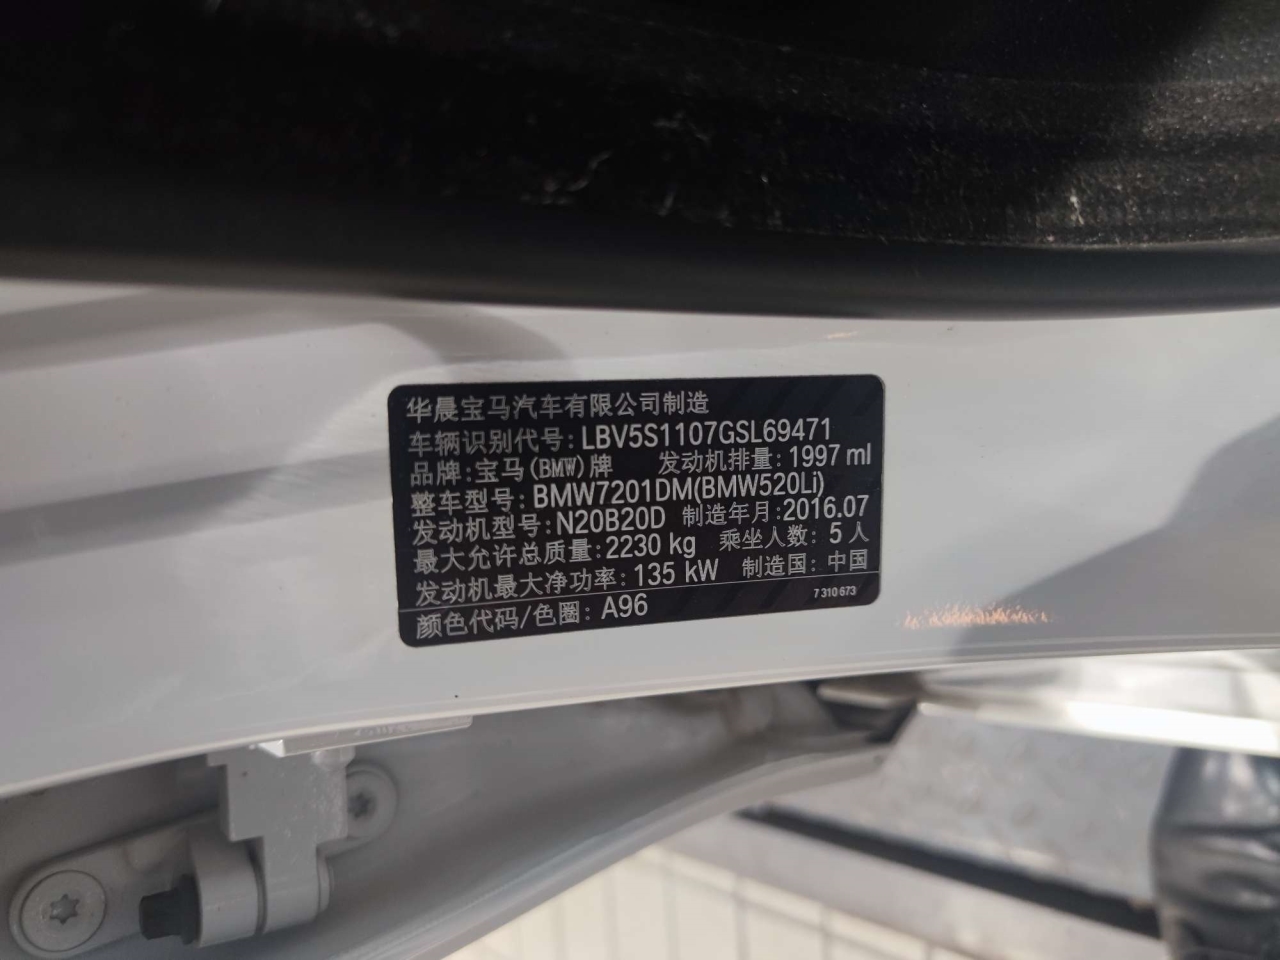 华晨宝马汽车有限公司制造
车辆识别代号: LBV5S1107GSL69471
品牌: 宝马(BMW)牌 发动机排量: 1997 ml
整车型号: BMW7201DM(BMW520Li)
发动机型号: N20B20D 制造年月: 2016.07
最大允许总质量: 2230 kg 乘坐人数: 5 人
发动机最大净功率: 135 kW 制造国: 中国
颜色代码/色圈: A96 7 310 673